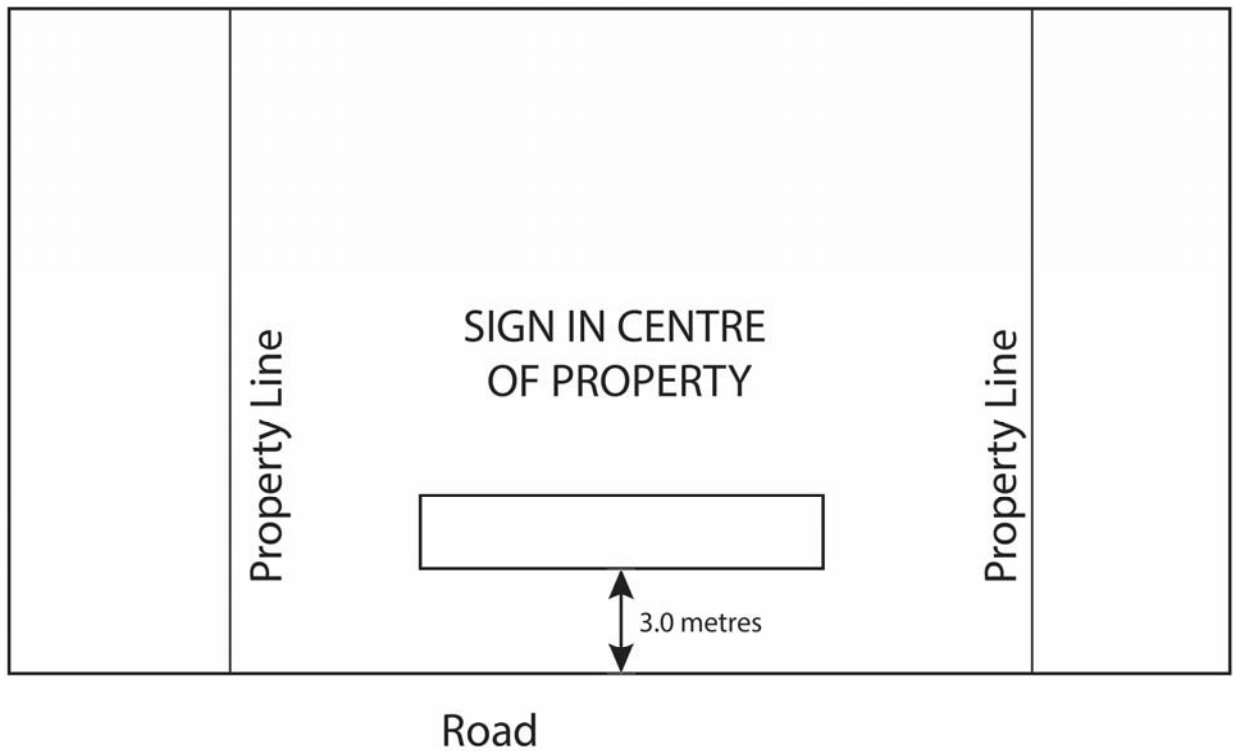 SIGN IN CENTRE
OF PROPERTY
Property Line
Property Line
3.0 metres
Road